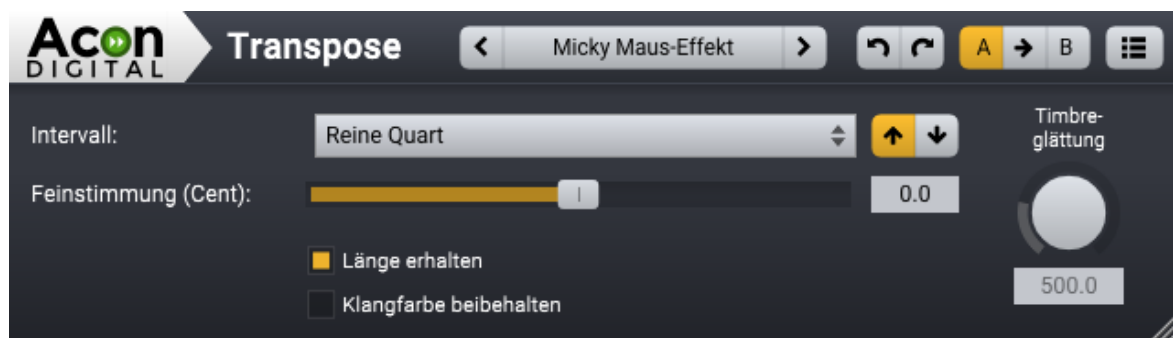 Acon
DIGITAL
Transpose
Micky Maus-Effekt
A
B
Intervall:
Reine Quart
Timbre-
glättung
Feinstimmung (Cent):
0.0
Länge erhalten
Klangfarbe beibehalten
500.0